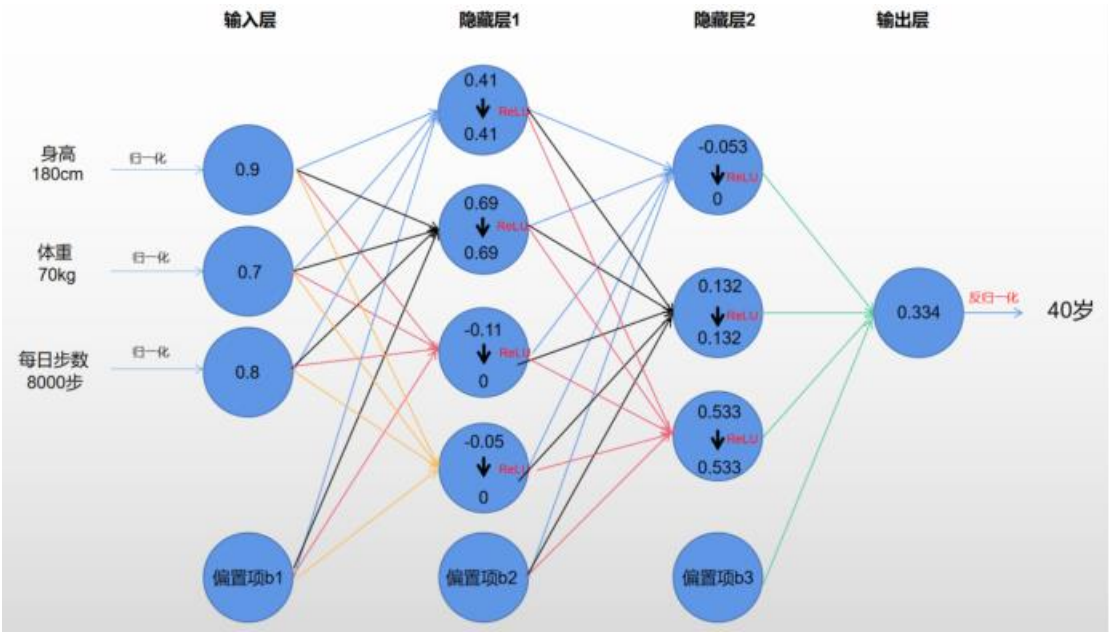 输入层
隐藏层1
隐藏层2
输出层
身高
180cm
归一化
0.9
体重
70kg
归一化
0.7
每日步数
8000步
归一化
0.8
偏置项b1
0.41
ReLU
0.41
0.69
ReLU
0.69
-0.11
ReLU
0
-0.05
ReLU
0
偏置项b2
-0.053
ReLU
0
0.132
ReLU
0.132
0.533
ReLU
0.533
偏置项b3
0.334
反归一化
40岁